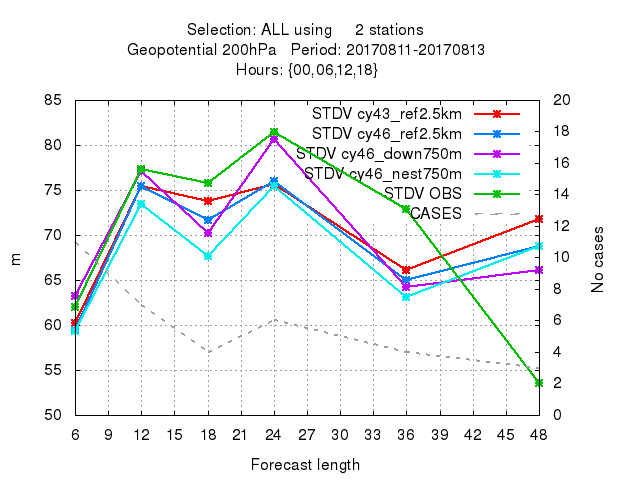 Selection: ALL using 2 stations
Geopotential 200hPa Period: 20170811-20170813
Hours: {00,06,12,18}
STDV cy43_ref2.5km
STDV cy46_ref2.5km
STDV cy46_down750m
STDV cy46_nest750m
STDV OBS
CASES
85
80
75
70
65
60
55
50
m
20
18
16
14
12
10
8
6
4
2
0
No cases
6 9 12 15 18 21 24 27 30 33 36 39 42 45 48
Forecast length